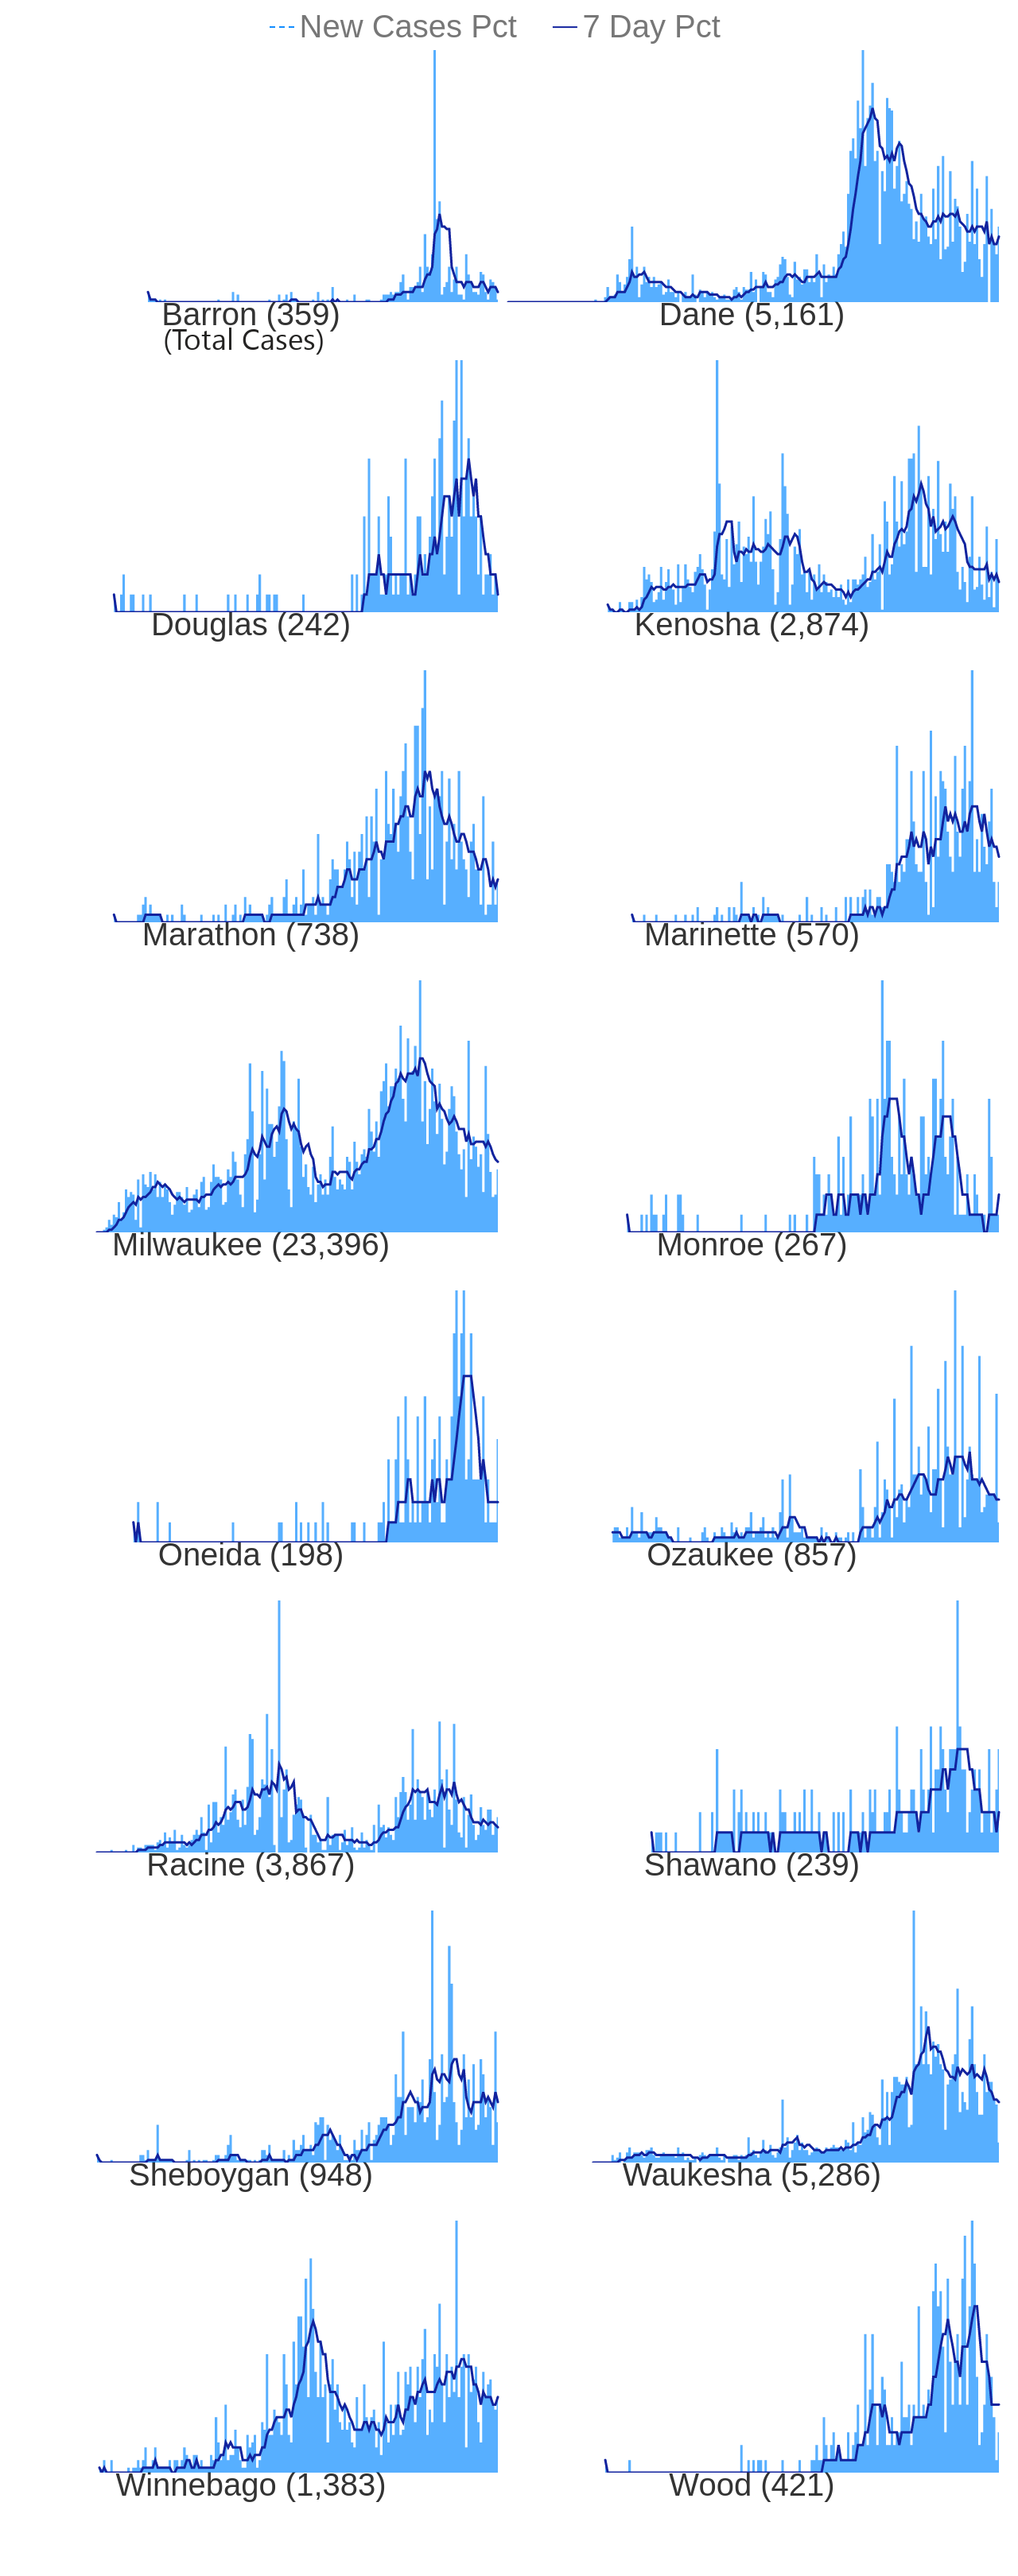 New Cases Pct 7 Day Pct
Barron (359) Dane (5,161)
(Total Cases)
Douglas (242) Kenosha (2,874)
Marathon (738) Marinette (570)
Milwaukee (23,396) Monroe (267)
Oneida (198) Ozaukee (857)
Racine (3,867) Shawano (239)
Sheboygan (948) Waukesha (5,286)
Winnebago (1,383) Wood (421)